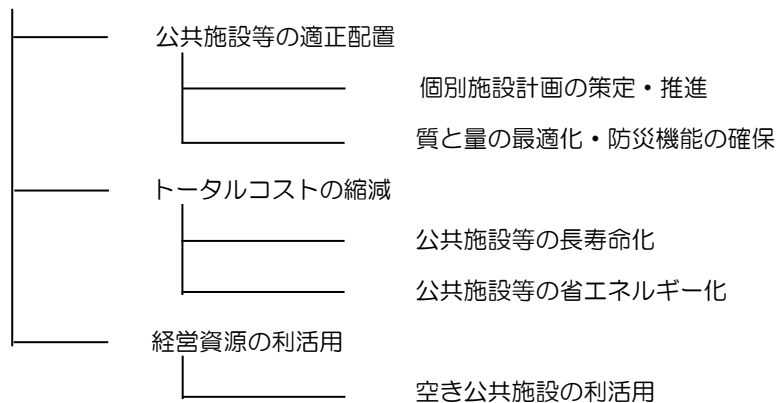 公共施設等の適正配置
個別施設計画の策定・推進
質と量の最適化・防災機能の確保
トータルコストの縮減
公共施設等の長寿命化
公共施設等の省エネルギー化
経営資源の利活用
空き公共施設の利活用